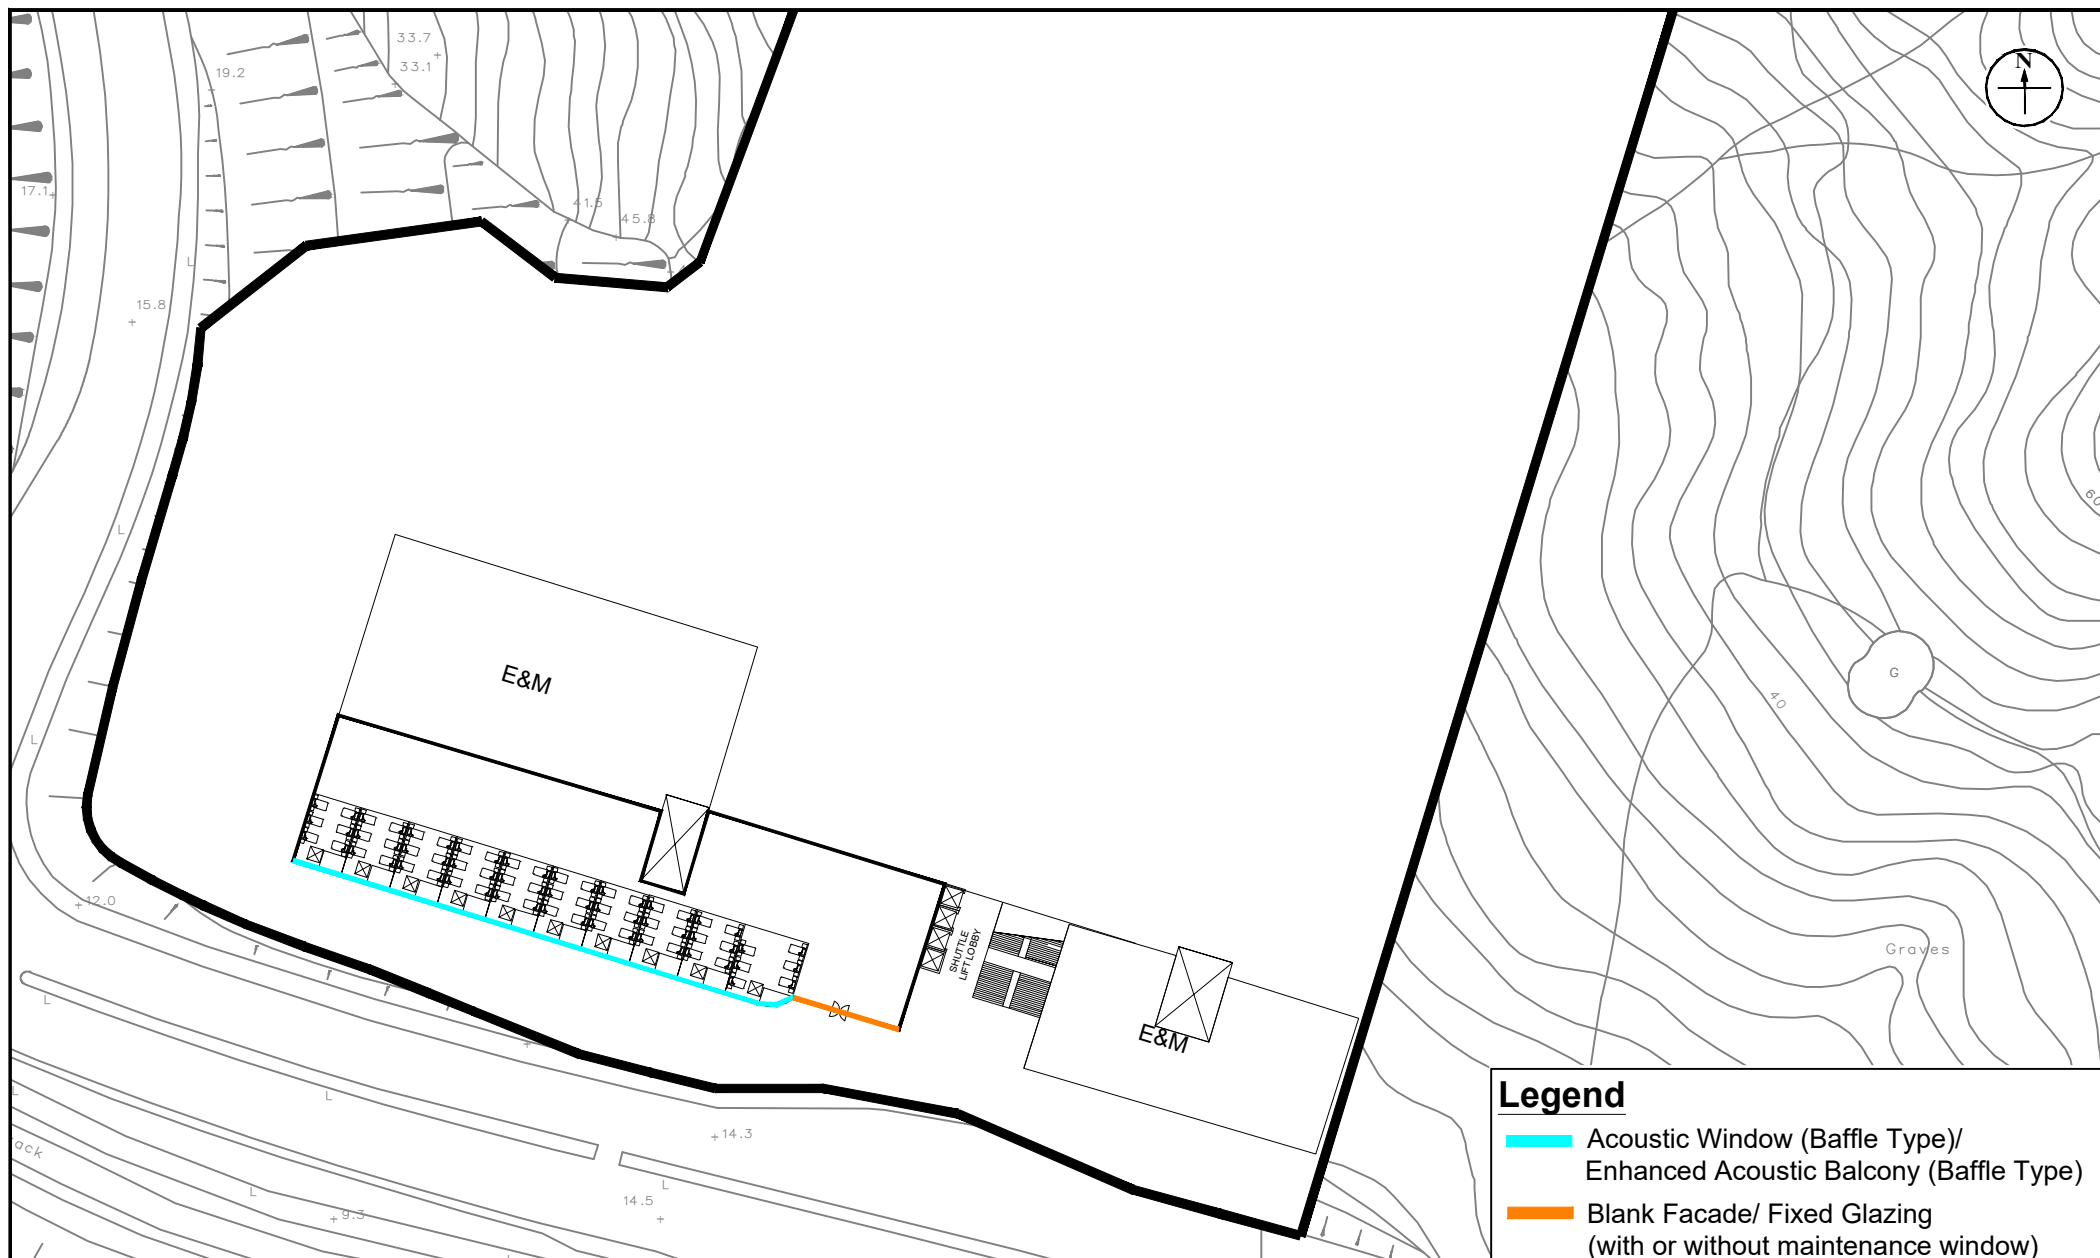 33.7
33.1
19.2
N
17.1
41.5
45.8
L
15.8
60
L
E&M
G
40
L
12.0
SHUTTLE
LIFT LOBBY
Graves
L
E&M
L
L
14.3
ack
L
L
14.5
9.3
Legend
Acoustic Window (Baffle Type)/
Enhanced Acoustic Balcony (Baffle Type)
Blank Facade/ Fixed Glazing
(with or without maintenance window)